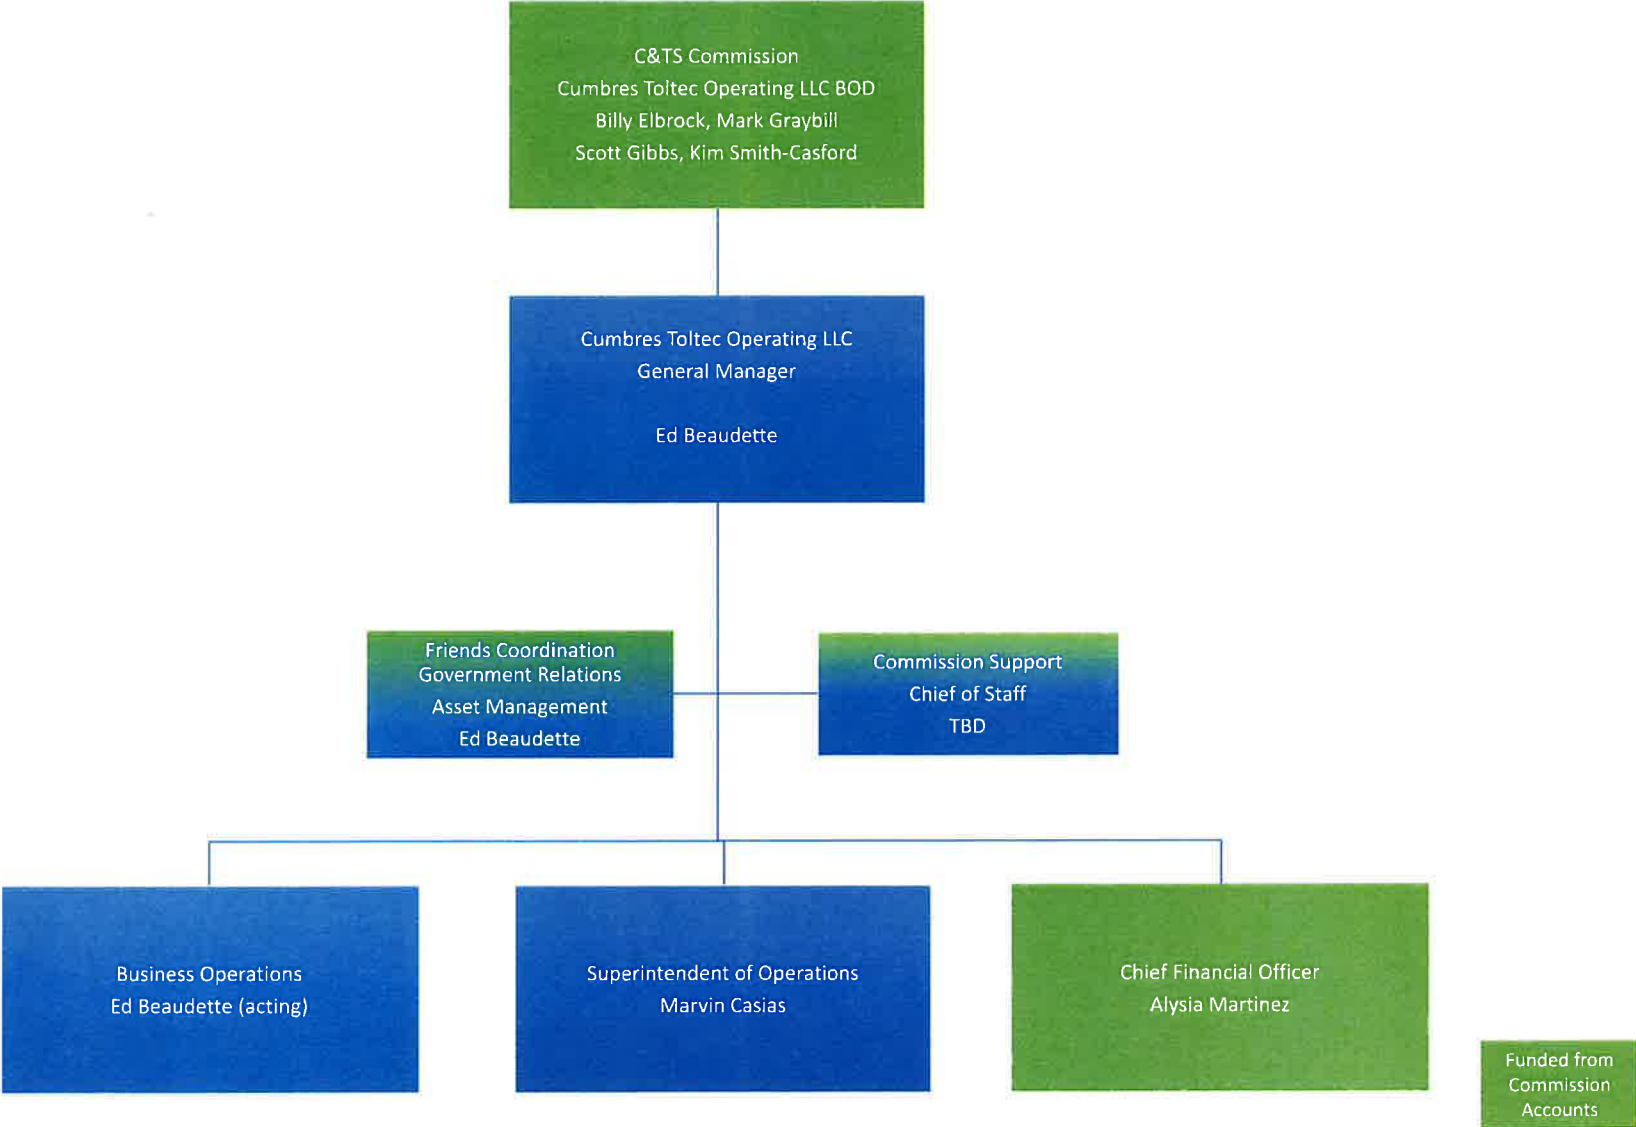 C&TS Commission
Cumbres Toltec Operating LLC BOD
Billy Elbrock, Mark Graybill
Scott Gibbs, Kim Smith-Casford
Cumbres Toltec Operating LLC
General Manager
Ed Beaudette
Friends Coordination
Government Relations
Asset Management
Ed Beaudette
Commission Support
Chief of Staff
TBD
Business Operations
Ed Beaudette (acting)
Superintendent of Operations
Marvin Casias
Chief Financial Officer
Alysia Martinez
Funded from
Commission
Accounts